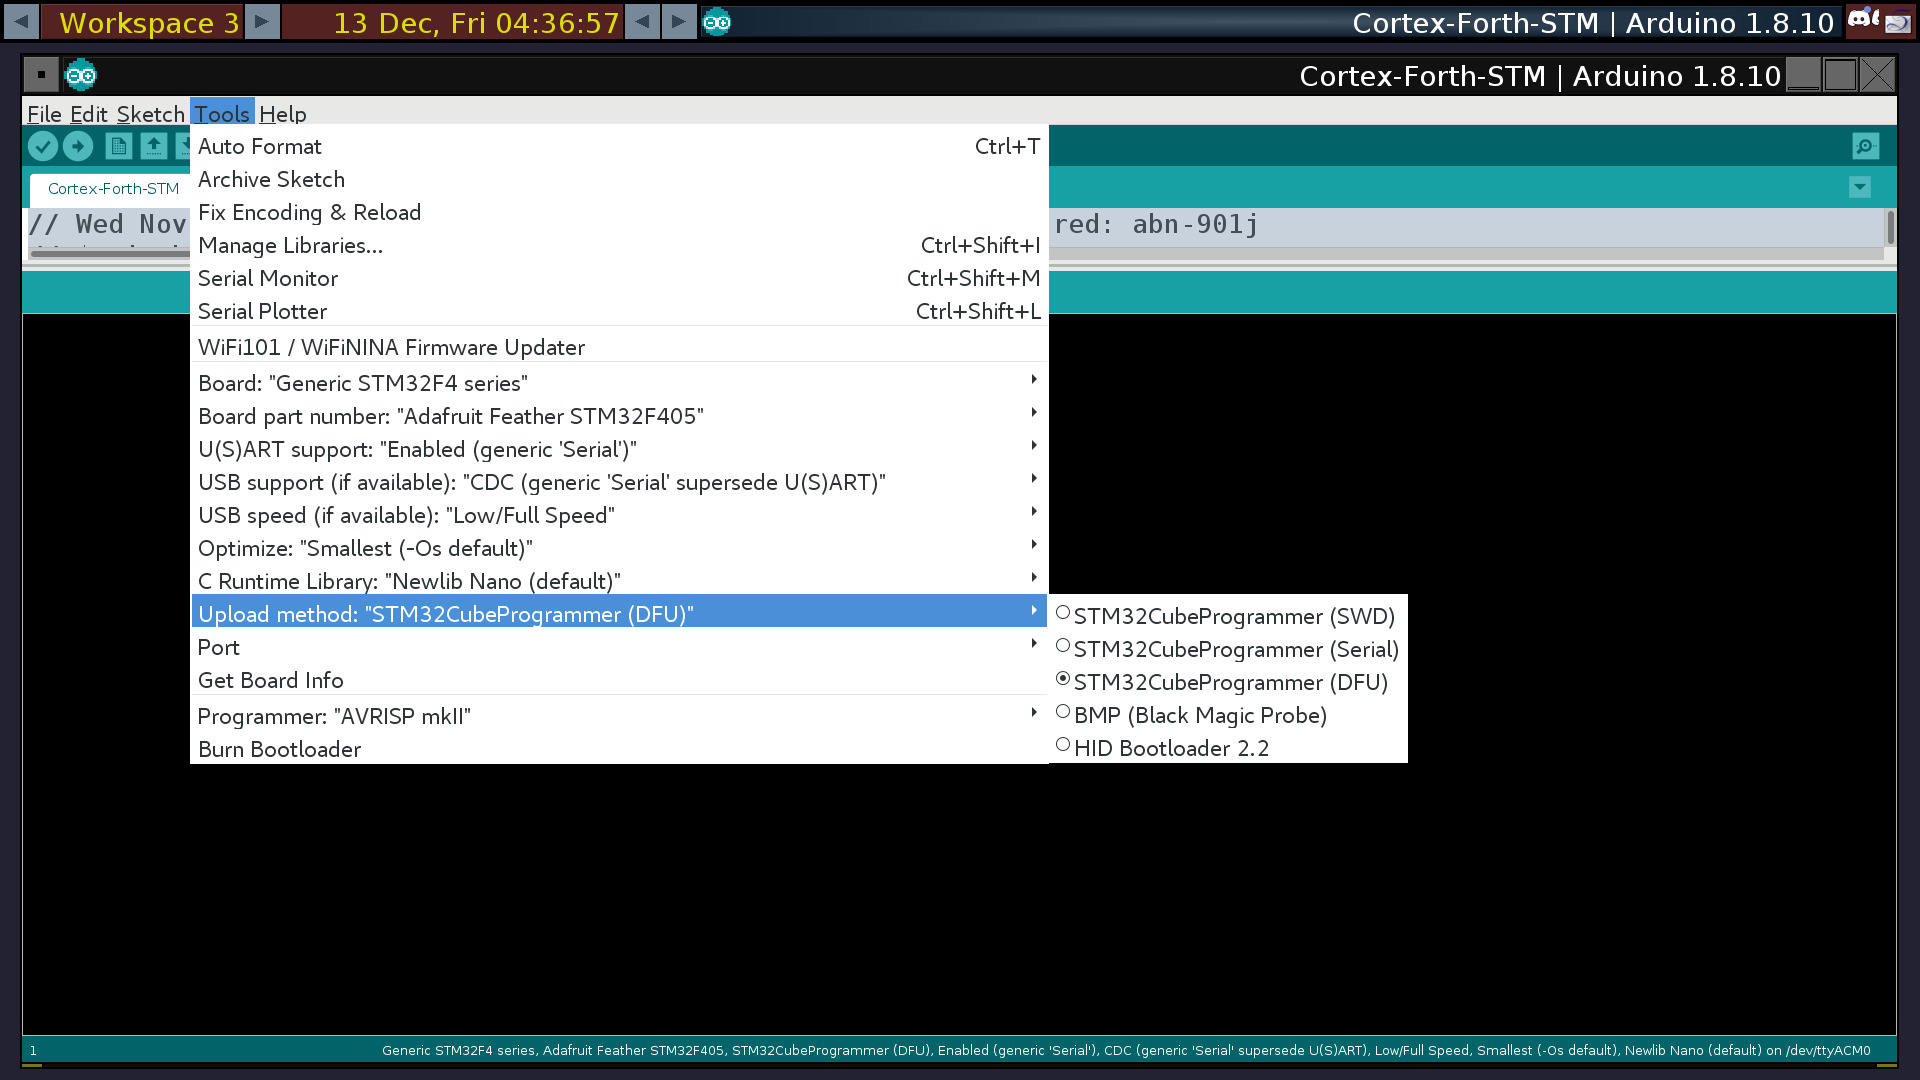 Workspace 3
13 Dec, Fri 04:36:57
Cortex-Forth-STM | Arduino 1.8.10
Cortex-Forth-STM | Arduino 1.8.10
File Edit Sketch Tools Help
Cortex-Forth-STM
// Wed Nov
red: abn-901j
Auto Format Ctrl+T
Archive Sketch
Fix Encoding & Reload
Manage Libraries... Ctrl+Shift+I
Serial Monitor Ctrl+Shift+M
Serial Plotter Ctrl+Shift+L
WiFi101 / WiFiNINA Firmware Updater
Board: "Generic STM32F4 series"
Board part number: "Adafruit Feather STM32F405"
U(S)ART support: "Enabled (generic 'Serial')"
USB support (if available): "CDC (generic 'Serial' supersede U(S)ART)"
USB speed (if available): "Low/Full Speed"
Optimize: "Smallest (-Os default)"
C Runtime Library: "Newlib Nano (default)"
Upload method: "STM32CubeProgrammer (DFU)"
Port
Get Board Info
Programmer: "AVRISP mkII"
Burn Bootloader
STM32CubeProgrammer (SWD)
STM32CubeProgrammer (Serial)
STM32CubeProgrammer (DFU)
BMP (Black Magic Probe)
HID Bootloader 2.2
1
Generic STM32F4 series, Adafruit Feather STM32F405, STM32CubeProgrammer (DFU), Enabled (generic 'Serial'), CDC (generic 'Serial' supersede U(S)ART), Low/Full Speed, Smallest (-Os default), Newlib Nano (default) on /dev/ttyACM0